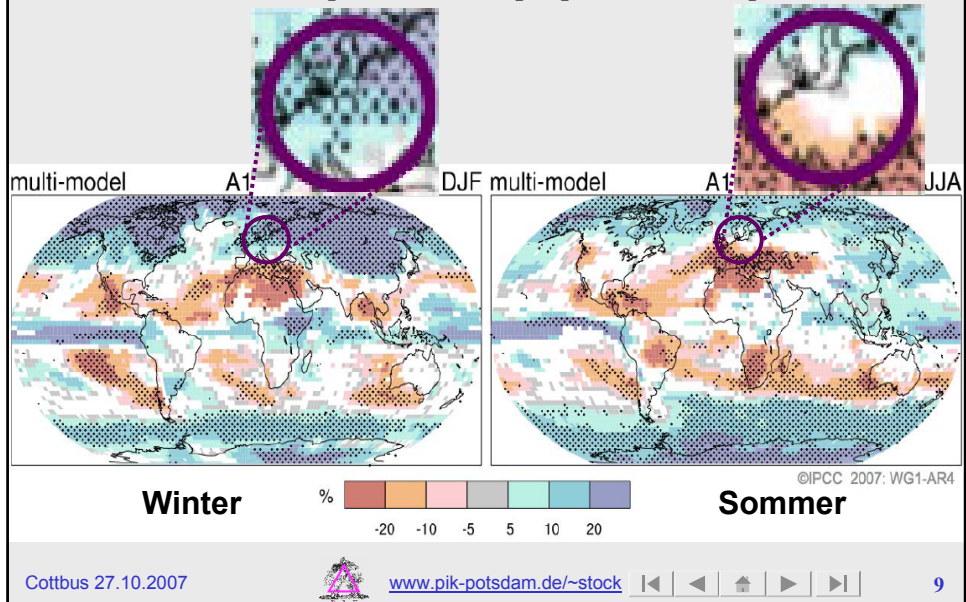 multi-model A1 DJF
multi-model A1 JJA
©IPCC 2007: WG1-AR4
Winter
%
-20 -10 -5 5 10 20
Sommer
Cottbus 27.10.2007
www.pik-potsdam.de/~stock
9